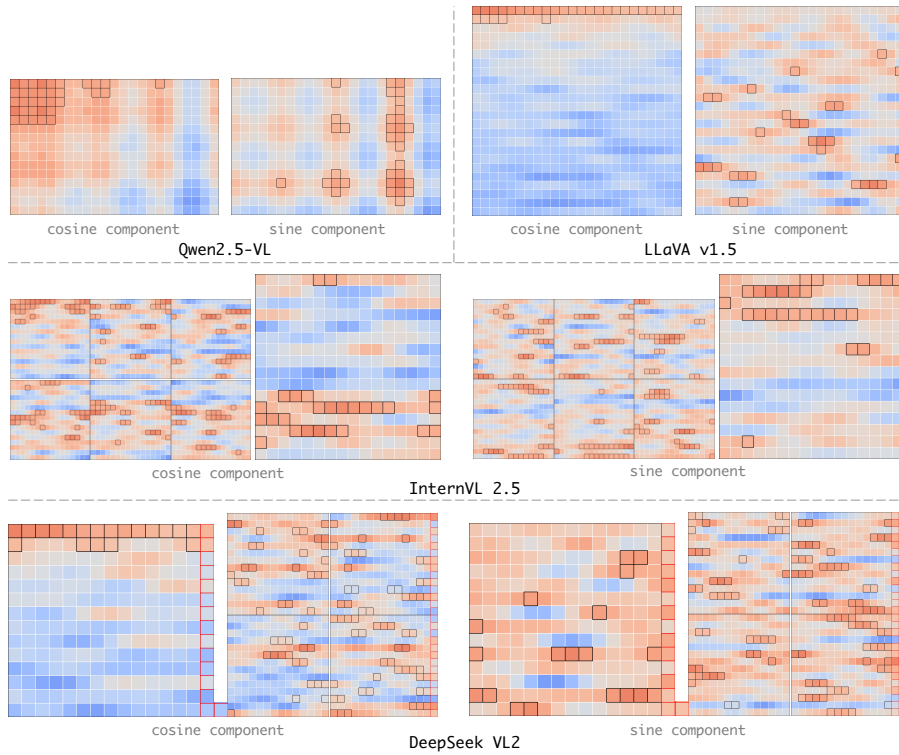 cosine component
sine component
Qwen2.5-VL
cosine component
sine component
LLaVA v1.5
cosine component
sine component
InternVL 2.5
cosine component
sine component
DeepSeek VL2